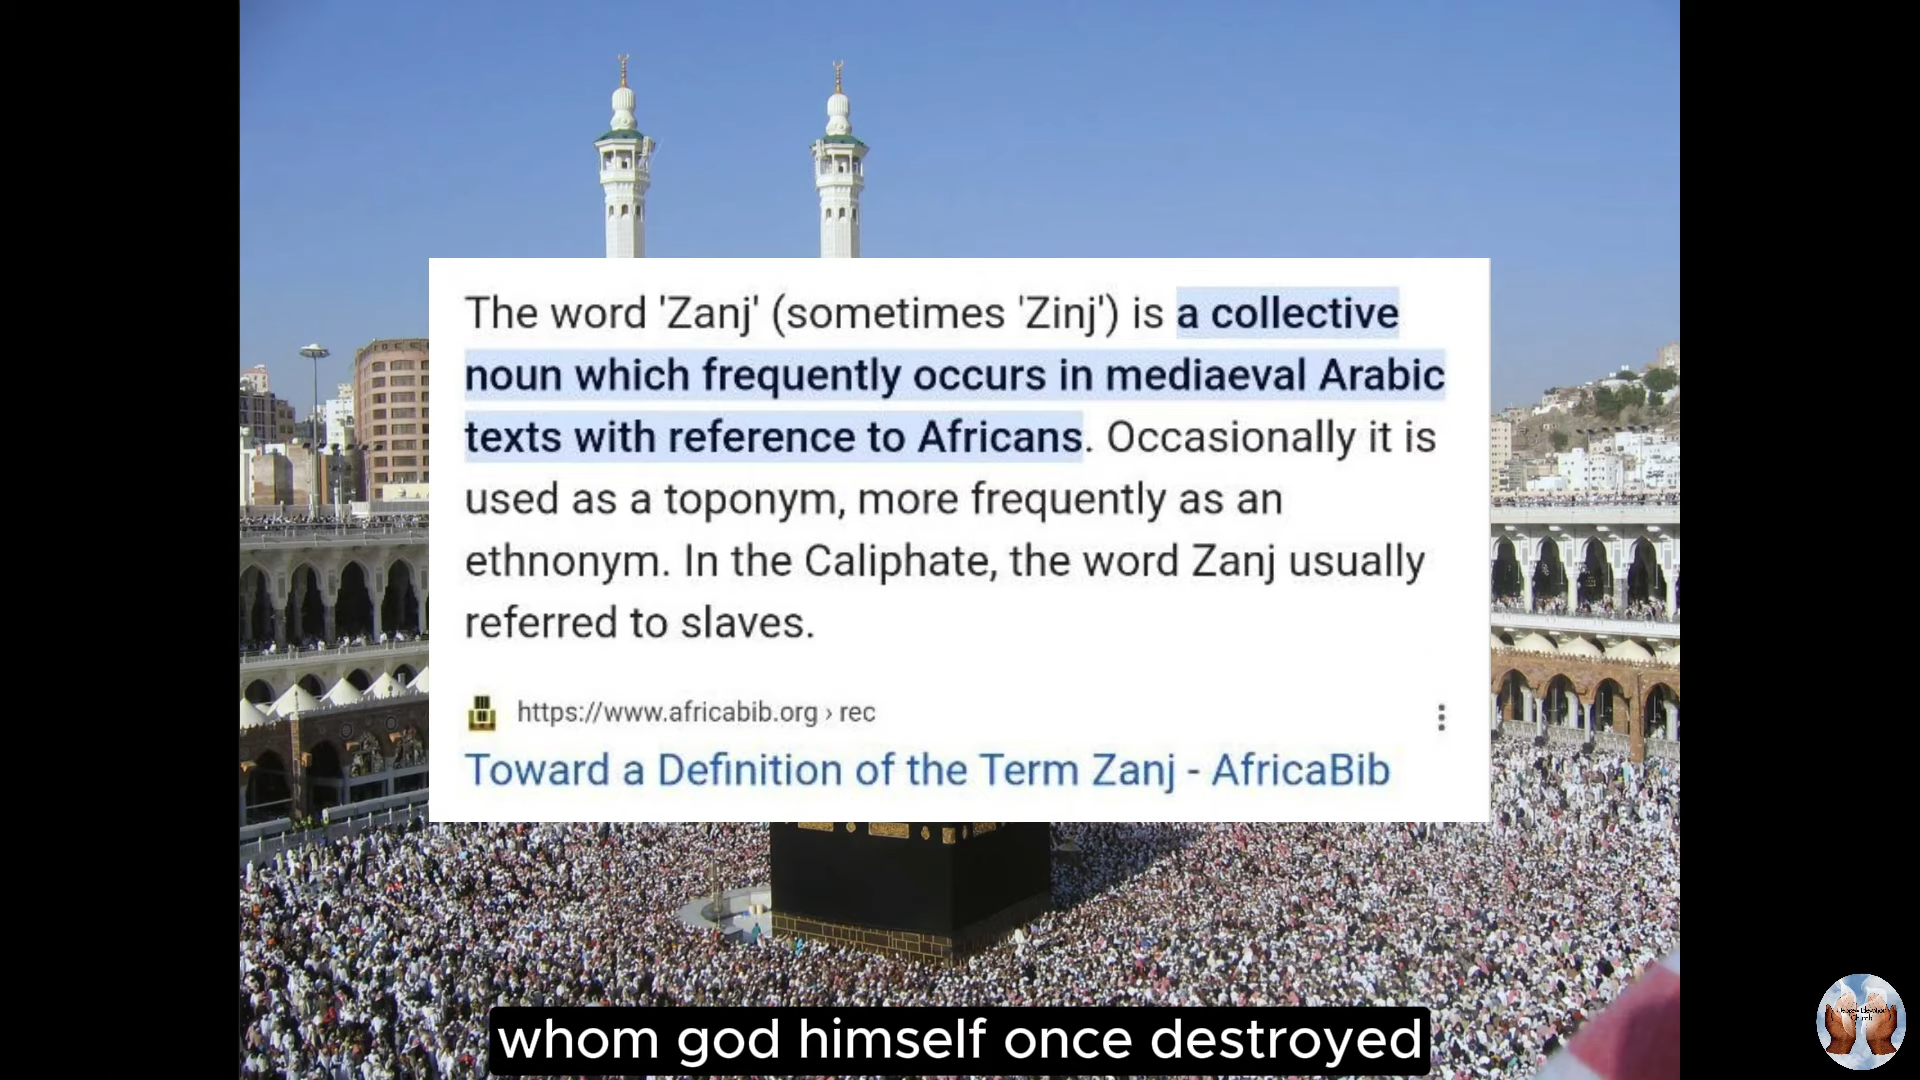 The word 'Zanj' (sometimes 'Zinj') is a collective
noun which frequently occurs in mediaeval Arabic
texts with reference to Africans. Occasionally it is
used as a toponym, more frequently as an
ethnonym. In the Caliphate, the word Zanj usually
referred to slaves.
https://www.africabib.org › rec
Toward a Definition of the Term Zanj - AfricaBib
whom god himself once destroyed